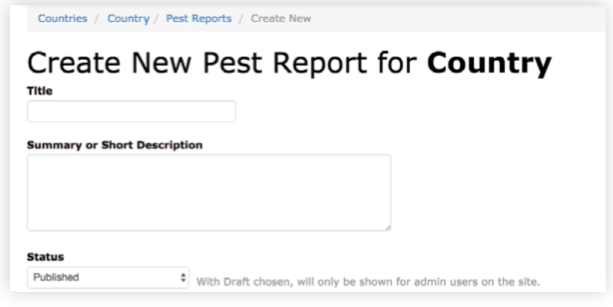 Countries / Country / Pest Reports / Create New
Create New Pest Report for Country
Title
Summary or Short Description
Status
Published With Draft chosen, will only be shown for admin users on the site.